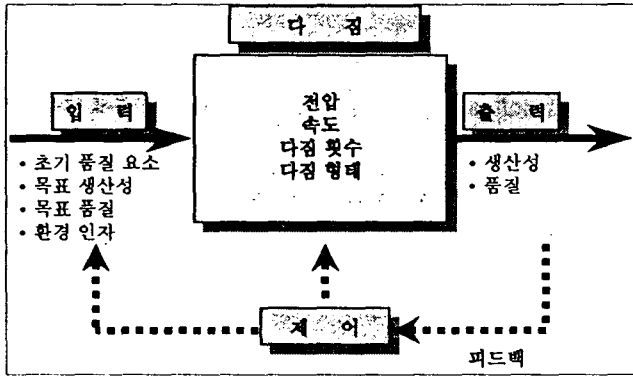 다 짐
입 력
• 초기 품질 요소
• 목표 생산성
• 목표 품질
• 환경 인자
전압
속도
다짐 횟수
다짐 형태
출 력
• 생산성
• 품질
제 어
피드백